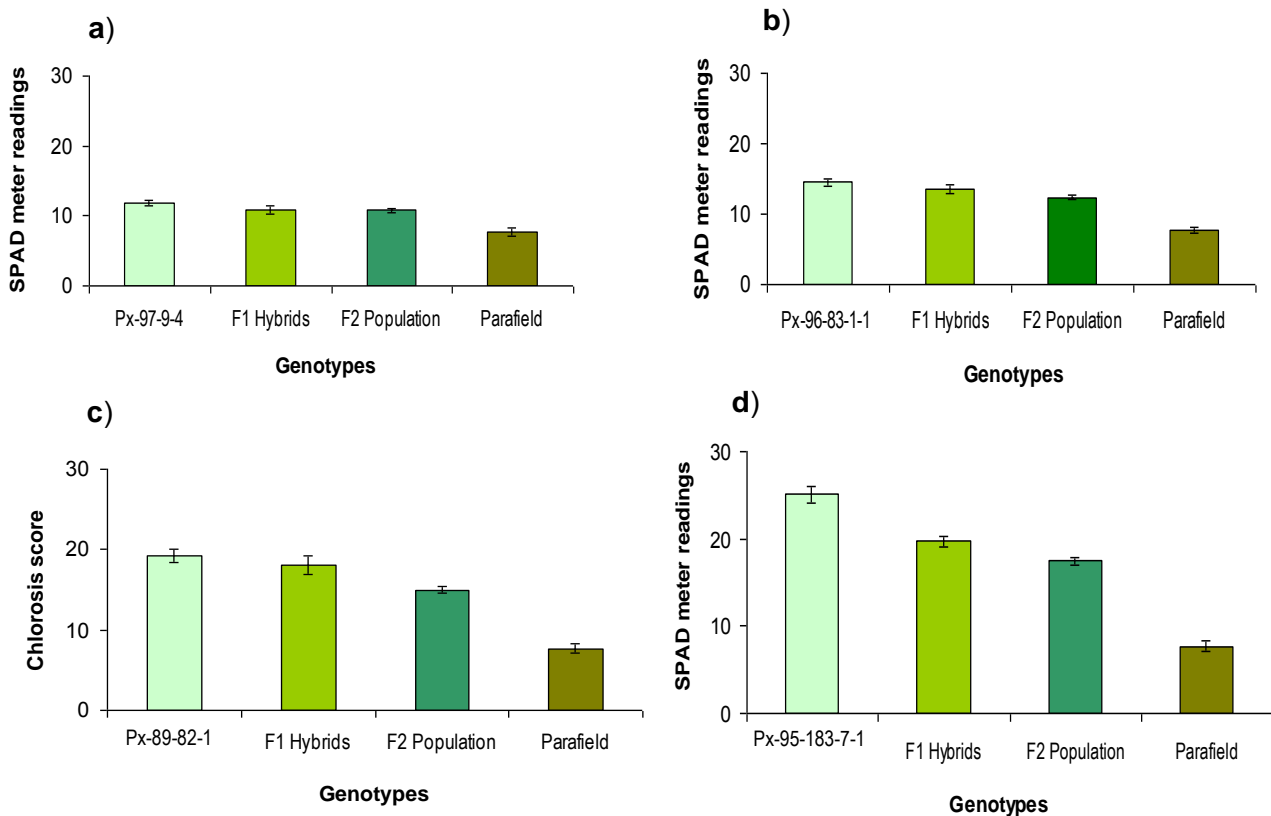 a)
SPAD meter readings
30
20
10
0
Px-97-9-4 F1 Hybrids F2 Population Parafield
Genotypes
b)
SPAD meter readings
30
20
10
0
Px-96-83-1-1 F1 Hybrids F2 Population Parafield
Genotypes
c)
Chlorosis score
30
20
10
0
Px-89-82-1 F1 Hybrids F2 Population Parafield
Genotypes
d)
SPAD meter readings
30
20
10
0
Px-95-183-7-1 F1 Hybrids F2 Population Parafield
Genotypes